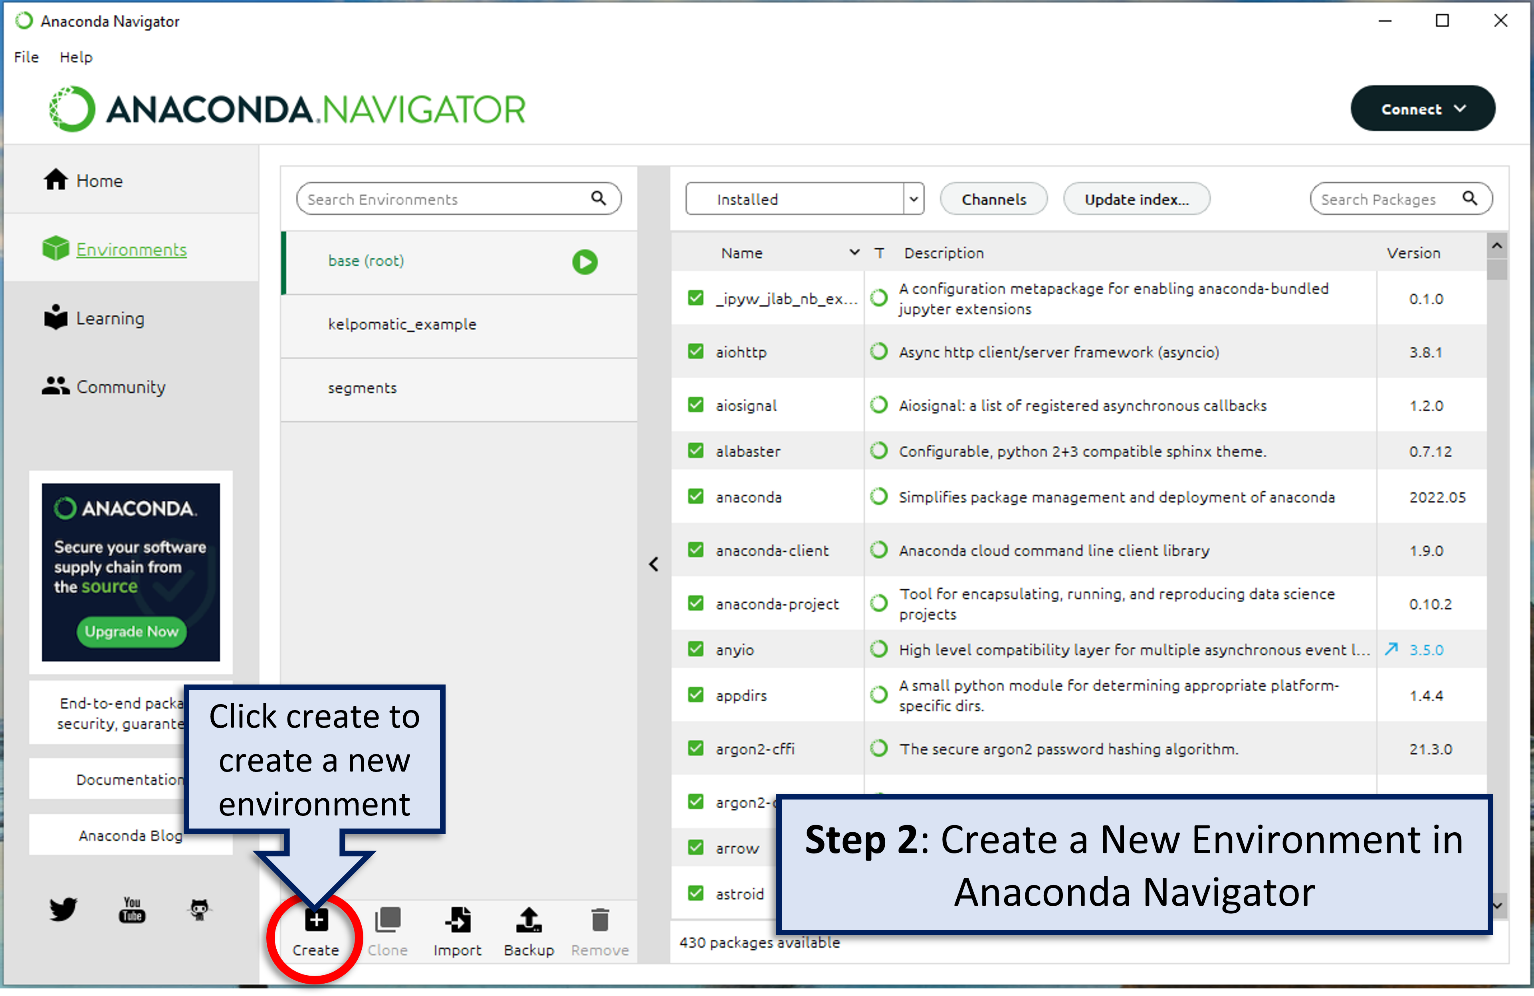 Anaconda Navigator
File Help
ANACONDA.NAVIGATOR
Connect
Home
Environments
Learning
Community
ANACONDA.
Secure your software
supply chain from
the source
Upgrade Now
End-to-end packa
security, guarante
Documentation
Anaconda Blog
You
Tube
Search Environments
base (root)
kelpomatic_example
segments
Click create to
create a new
environment
Create Clone Import Backup Remove
Installed Channels Update index... Search Packages
Name T Description Version
_ipyw_jlab_nb_ex... A configuration metapackage for enabling anaconda-bundled
jupyter extensions 0.1.0
aiohttp Async http client/server framework (asyncio) 3.8.1
aiosignal Aiosignal: a list of registered asynchronous callbacks 1.2.0
alabaster Configurable, python 2+3 compatible sphinx theme. 0.7.12
anaconda Simplifies package management and deployment of anaconda 2022.05
anaconda-client Anaconda cloud command line client library 1.9.0
anaconda-project Tool for encapsulating, running, and reproducing data science
projects 0.10.2
anyio High level compatibility layer for multiple asynchronous event l... 3.5.0
appdirs A small python module for determining appropriate platform-
specific dirs. 1.4.4
argon2-cffi The secure argon2 password hashing algorithm. 21.3.0
argon2-c
arrow
astroid
Step 2: Create a New Environment in
Anaconda Navigator
430 packages available